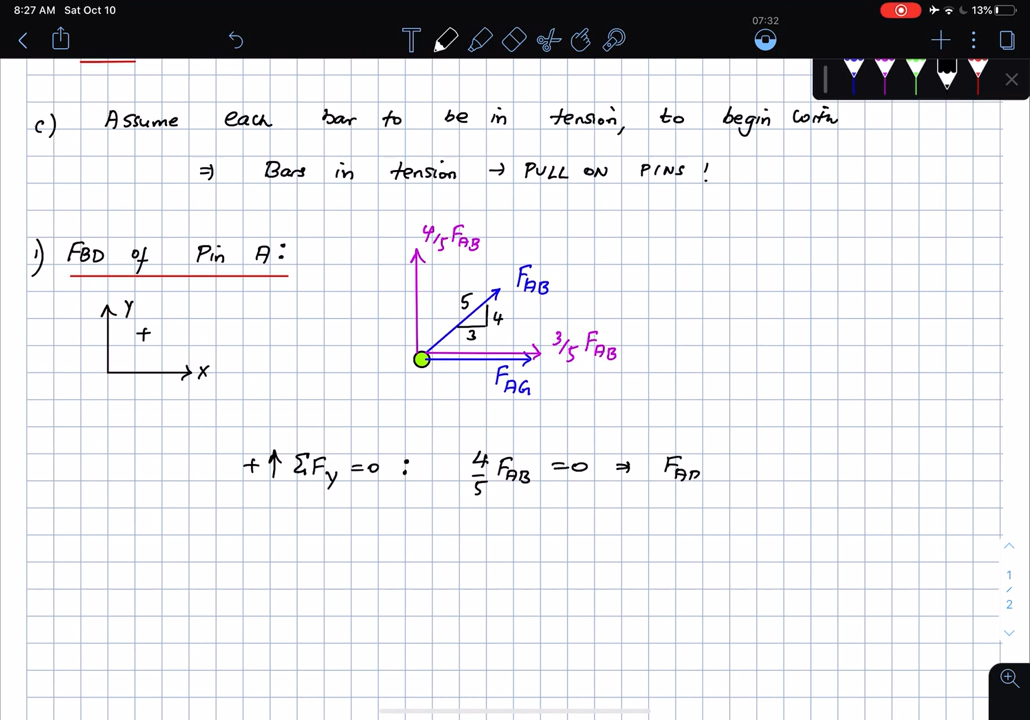 8:27 AM Sat Oct 10
13%
07:32
T
c) Assume each bar to be in tension, to begin with
⇒ Bars in tension → PULL ON PINS !
1) FBD of Pin A:
4/5 FAB
FAB
5
4
3
3/5 FAB
FAG
Y
+
X
+↑ ΣFy = 0 : 4/5 FAB = 0 ⇒ FAB
1
2